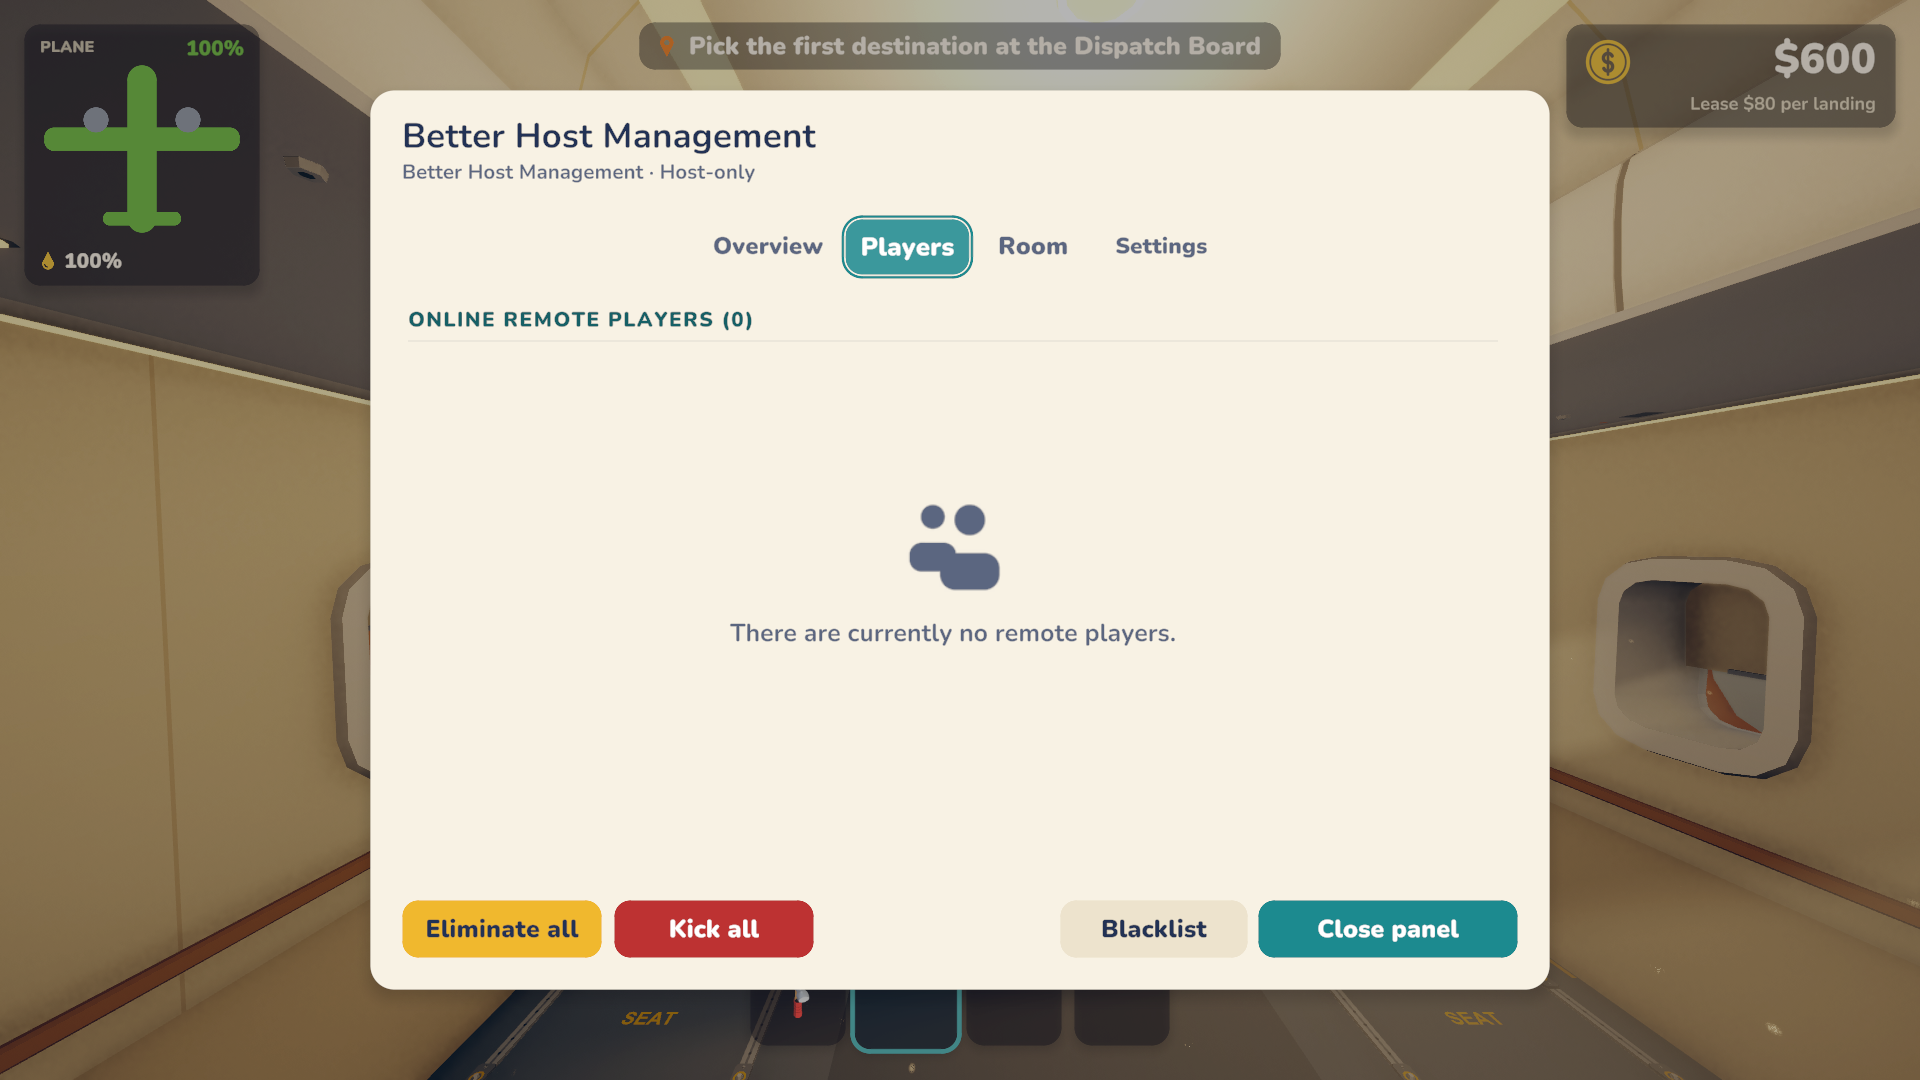 PLANE
100%
100%
Pick the first destination at the Dispatch Board
$600
Lease $80 per landing
Better Host Management
Better Host Management · Host-only
Overview
Players
Room
Settings
ONLINE REMOTE PLAYERS (0)
There are currently no remote players.
Eliminate all
Kick all
Blacklist
Close panel
SEAT
SEAT